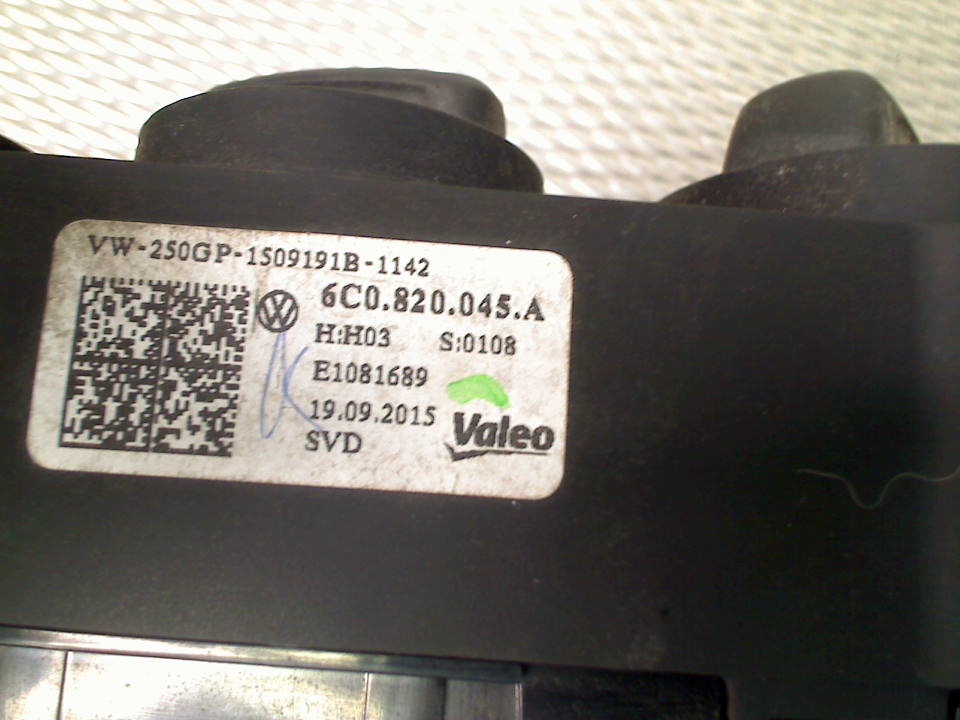 VW-250GP-1509191B-1142
6C0.820.045.A
H:H03 S:0108
E1081689
19.09.2015
SVD
Valeo